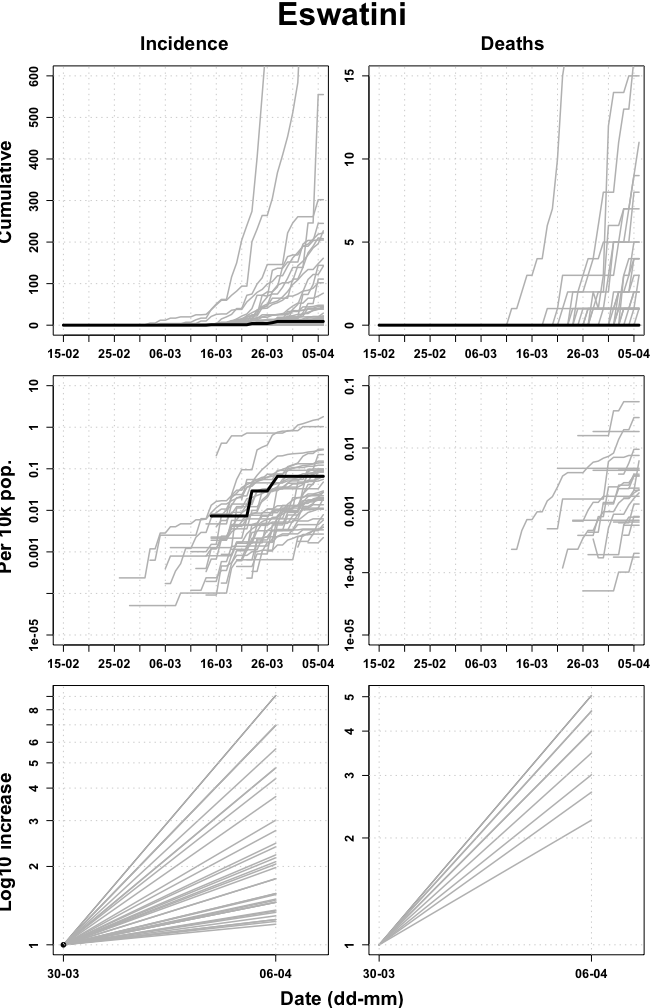 Eswatini
Incidence
Deaths
Cumulative
600
500
400
300
200
100
0
15-02 25-02 06-03 16-03 26-03 05-04
15
10
5
0
15-02 25-02 06-03 16-03 26-03 05-04
Per 10k pop.
10
1
0.1
0.01
0.001
1e-05
15-02 25-02 06-03 16-03 26-03 05-04
0.1
0.01
0.001
1e-04
1e-05
15-02 25-02 06-03 16-03 26-03 05-04
Log10 increase
8
6
5
4
3
2
1
30-03 06-04
5
4
3
2
1
30-03 06-04
Date (dd-mm)